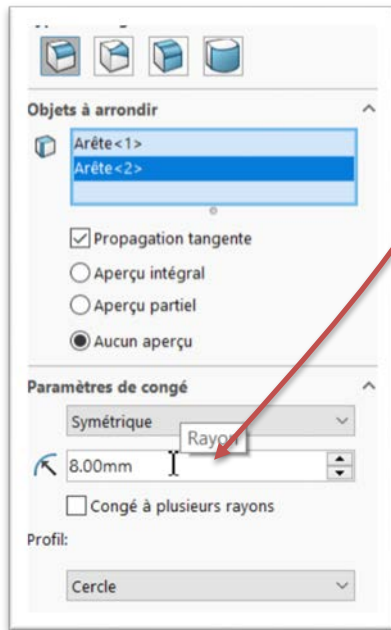 Objets à arrondir
Arête<1>
Arête<2>
Propagation tangente
Aperçu intégral
Aperçu partiel
Aucun aperçu
Paramètres de congé
Symétrique
Rayon
8.00mm
Congé à plusieurs rayons
Profil:
Cercle